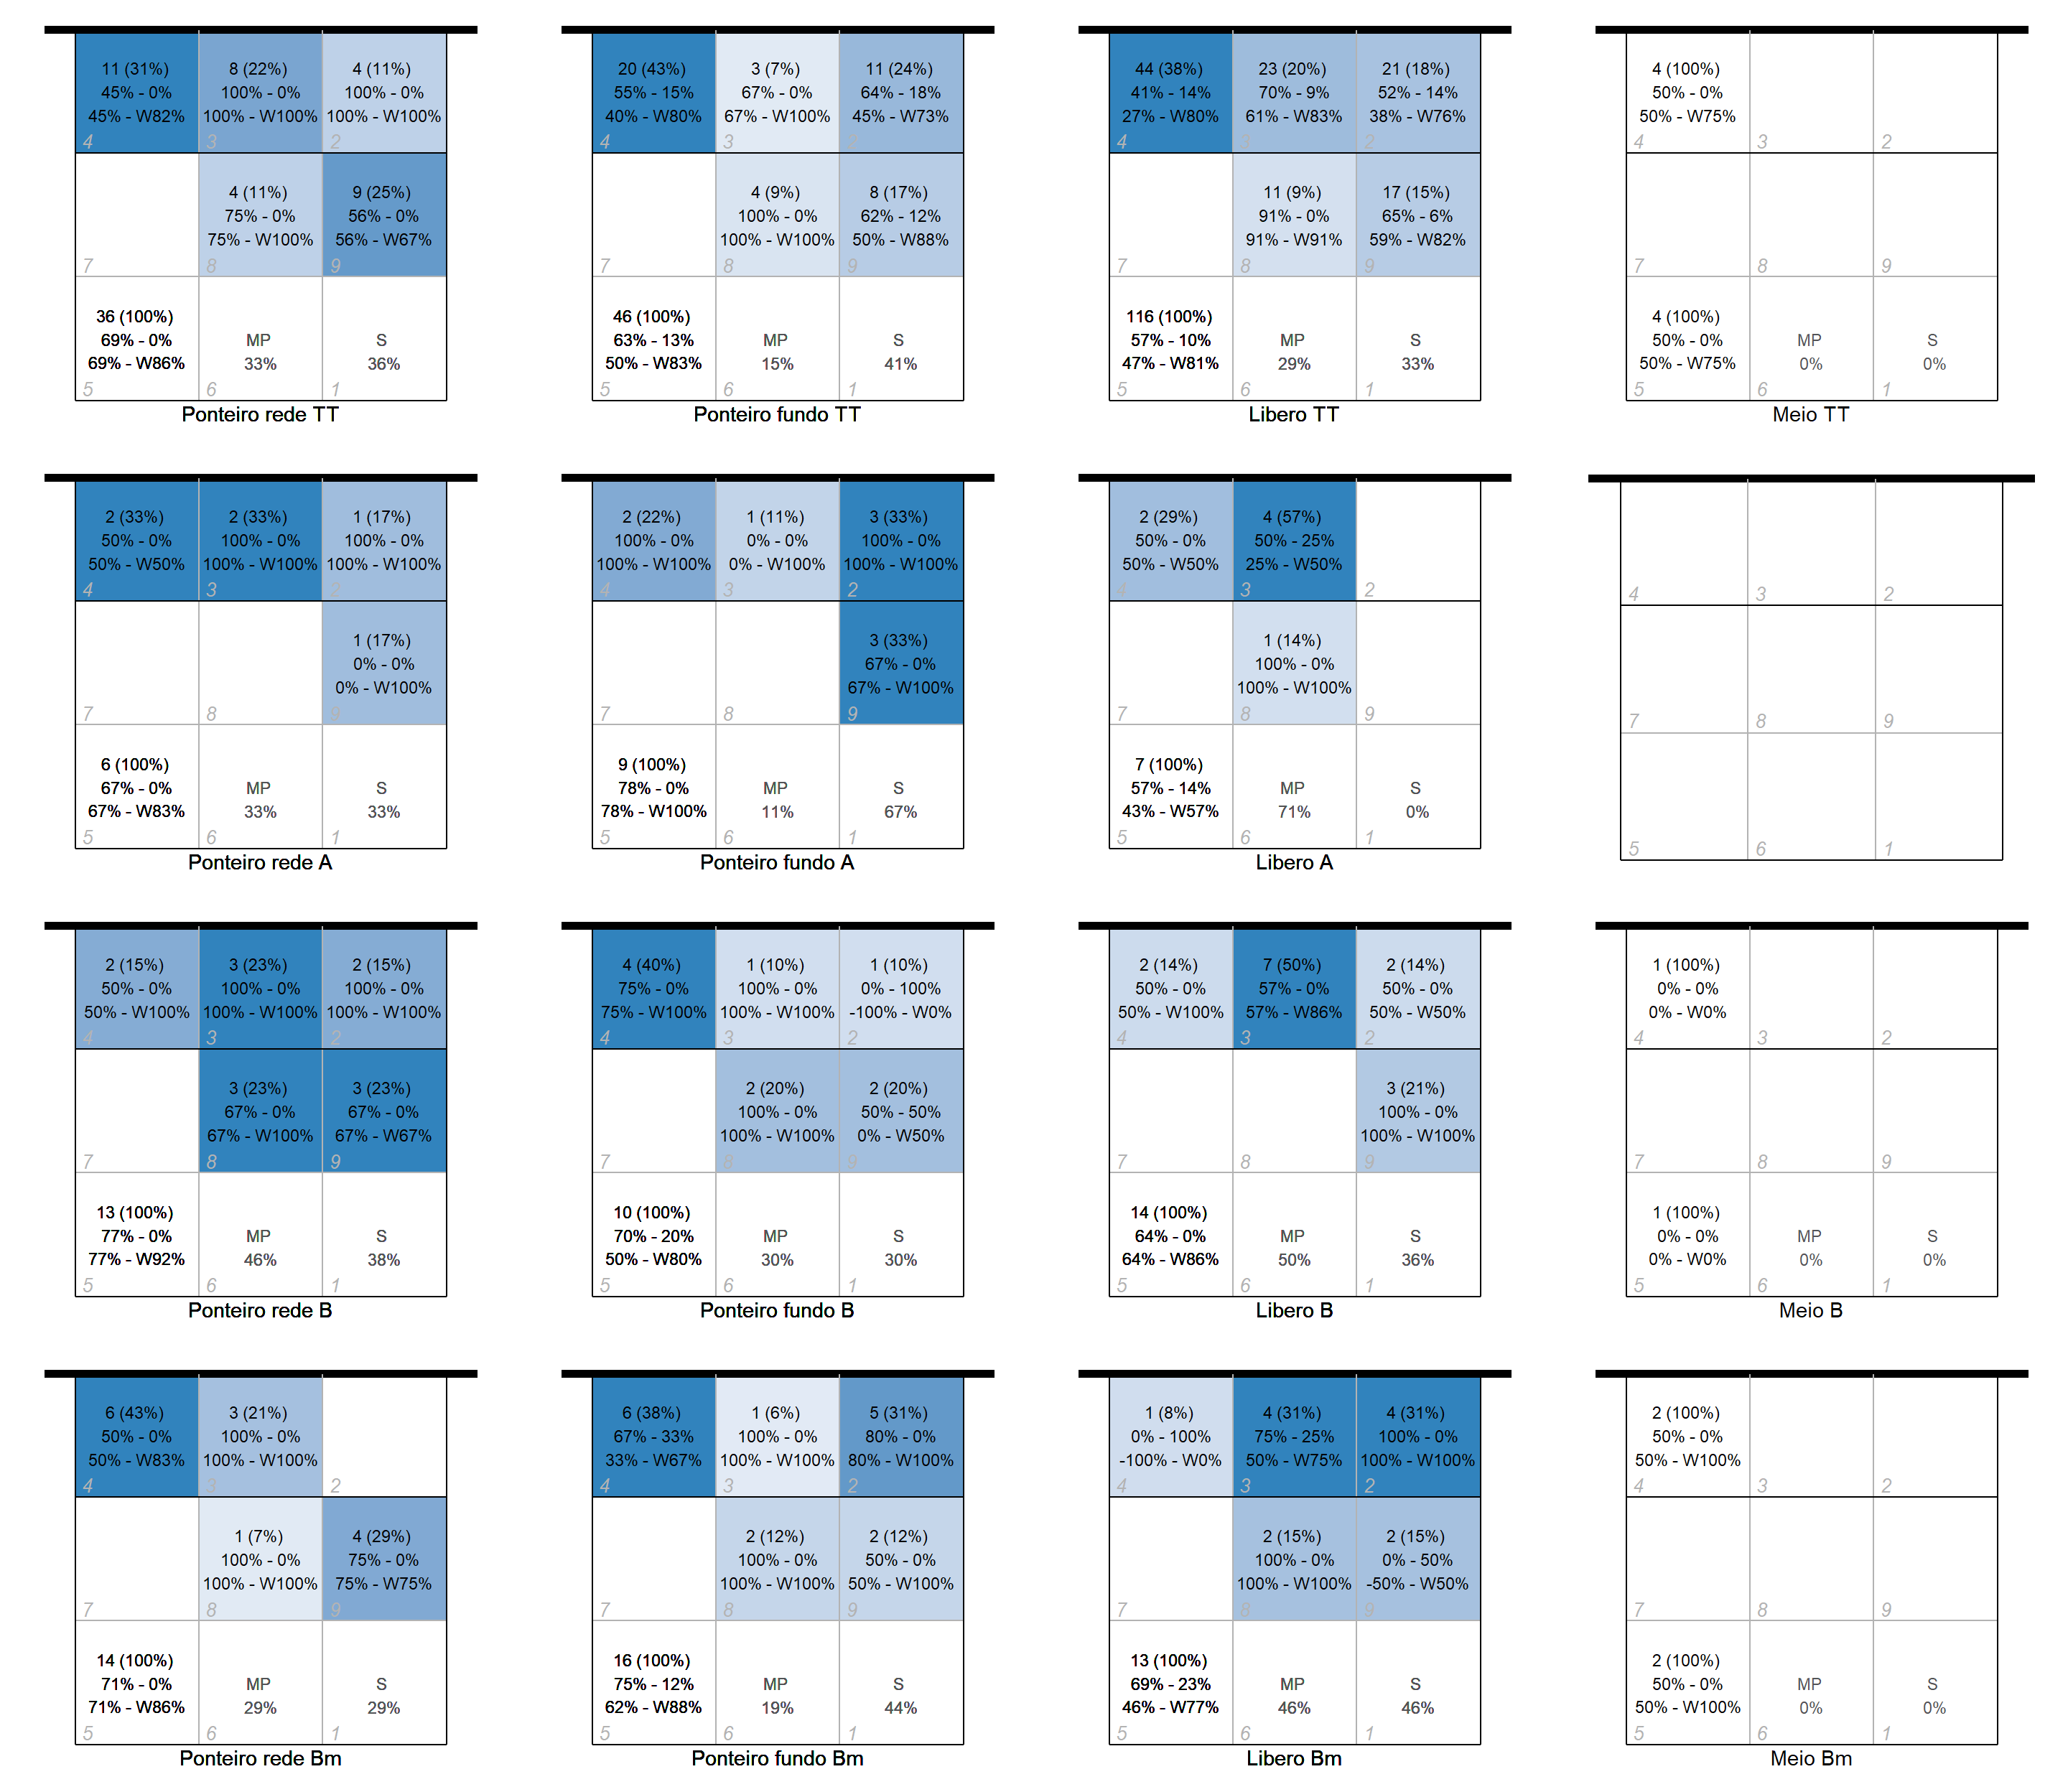 11 (31%)
45% - 0%
45% - W82%
4
8 (22%)
100% - 0%
100% - W100%
3
4 (11%)
100% - 0%
100% - W100%
2
7
4 (11%)
75% - 0%
75% - W100%
8
9 (25%)
56% - 0%
56% - W67%
9
36 (100%)
69% - 0%
69% - W86%
5
MP
33%
6
S
36%
1
Ponteiro rede TT
20 (43%)
55% - 15%
40% - W80%
4
3 (7%)
67% - 0%
67% - W100%
3
11 (24%)
64% - 18%
45% - W73%
2
7
4 (9%)
100% - 0%
100% - W100%
8
8 (17%)
62% - 12%
50% - W88%
9
46 (100%)
63% - 13%
50% - W83%
5
MP
15%
6
S
41%
1
Ponteiro fundo TT
44 (38%)
41% - 14%
27% - W80%
4
23 (20%)
70% - 9%
61% - W83%
3
21 (18%)
52% - 14%
38% - W76%
2
7
11 (9%)
91% - 0%
91% - W91%
8
17 (15%)
65% - 6%
59% - W82%
9
116 (100%)
57% - 10%
47% - W81%
5
MP
29%
6
S
33%
1
Libero TT
4 (100%)
50% - 0%
50% - W75%
4
3
2
7
8
9
4 (100%)
50% - 0%
50% - W75%
5
MP
0%
6
S
0%
1
Meio TT
2 (33%)
50% - 0%
50% - W50%
4
2 (33%)
100% - 0%
100% - W100%
3
1 (17%)
100% - 0%
100% - W100%
2
7
8
1 (17%)
0% - 0%
0% - W100%
9
6 (100%)
67% - 0%
67% - W83%
5
MP
33%
6
S
33%
1
Ponteiro rede A
2 (22%)
100% - 0%
100% - W100%
4
1 (11%)
0% - 0%
0% - W100%
3
3 (33%)
100% - 0%
100% - W100%
2
7
8
3 (33%)
67% - 0%
67% - W100%
9
9 (100%)
78% - 0%
78% - W100%
5
MP
11%
6
S
67%
1
Ponteiro fundo A
2 (29%)
50% - 0%
50% - W50%
4
4 (57%)
50% - 25%
25% - W50%
3
2
7
1 (14%)
100% - 0%
100% - W100%
8
9
7 (100%)
57% - 14%
43% - W57%
5
MP
71%
6
S
0%
1
Libero A
4
3
2
7
8
9
5
6
1
2 (15%)
50% - 0%
50% - W100%
4
3 (23%)
100% - 0%
100% - W100%
3
2 (15%)
100% - 0%
100% - W100%
2
7
3 (23%)
67% - 0%
67% - W100%
8
3 (23%)
67% - 0%
67% - W67%
9
13 (100%)
77% - 0%
77% - W92%
5
MP
46%
6
S
38%
1
Ponteiro rede B
4 (40%)
75% - 0%
75% - W100%
4
1 (10%)
100% - 0%
100% - W100%
3
1 (10%)
0% - 100%
-100% - W0%
2
7
2 (20%)
100% - 0%
100% - W100%
8
2 (20%)
50% - 50%
0% - W50%
9
10 (100%)
70% - 20%
50% - W80%
5
MP
30%
6
S
30%
1
Ponteiro fundo B
2 (14%)
50% - 0%
50% - W100%
4
7 (50%)
57% - 0%
57% - W86%
3
2 (14%)
50% - 0%
50% - W50%
2
7
8
3 (21%)
100% - 0%
100% - W100%
9
14 (100%)
64% - 0%
64% - W86%
5
MP
50%
6
S
36%
1
Libero B
1 (100%)
0% - 0%
0% - W0%
4
3
2
7
8
9
1 (100%)
0% - 0%
0% - W0%
5
MP
0%
6
S
0%
1
Meio B
6 (43%)
50% - 0%
50% - W83%
4
3 (21%)
100% - 0%
100% - W100%
3
2
7
1 (7%)
100% - 0%
100% - W100%
8
4 (29%)
75% - 0%
75% - W75%
9
14 (100%)
71% - 0%
71% - W86%
5
MP
29%
6
S
29%
1
Ponteiro rede Bm
6 (38%)
67% - 33%
33% - W67%
4
1 (6%)
100% - 0%
100% - W100%
3
5 (31%)
80% - 0%
80% - W100%
2
7
2 (12%)
100% - 0%
100% - W100%
8
2 (12%)
50% - 0%
50% - W100%
9
16 (100%)
75% - 12%
62% - W88%
5
MP
19%
6
S
44%
1
Ponteiro fundo Bm
1 (8%)
0% - 100%
-100% - W0%
4
4 (31%)
75% - 25%
50% - W75%
3
4 (31%)
100% - 0%
100% - W100%
2
7
2 (15%)
100% - 0%
100% - W100%
8
2 (15%)
0% - 50%
-50% - W50%
9
13 (100%)
69% - 23%
46% - W77%
5
MP
46%
6
S
46%
1
Libero Bm
2 (100%)
50% - 0%
50% - W100%
4
3
2
7
8
9
2 (100%)
50% - 0%
50% - W100%
5
MP
0%
6
S
0%
1
Meio Bm